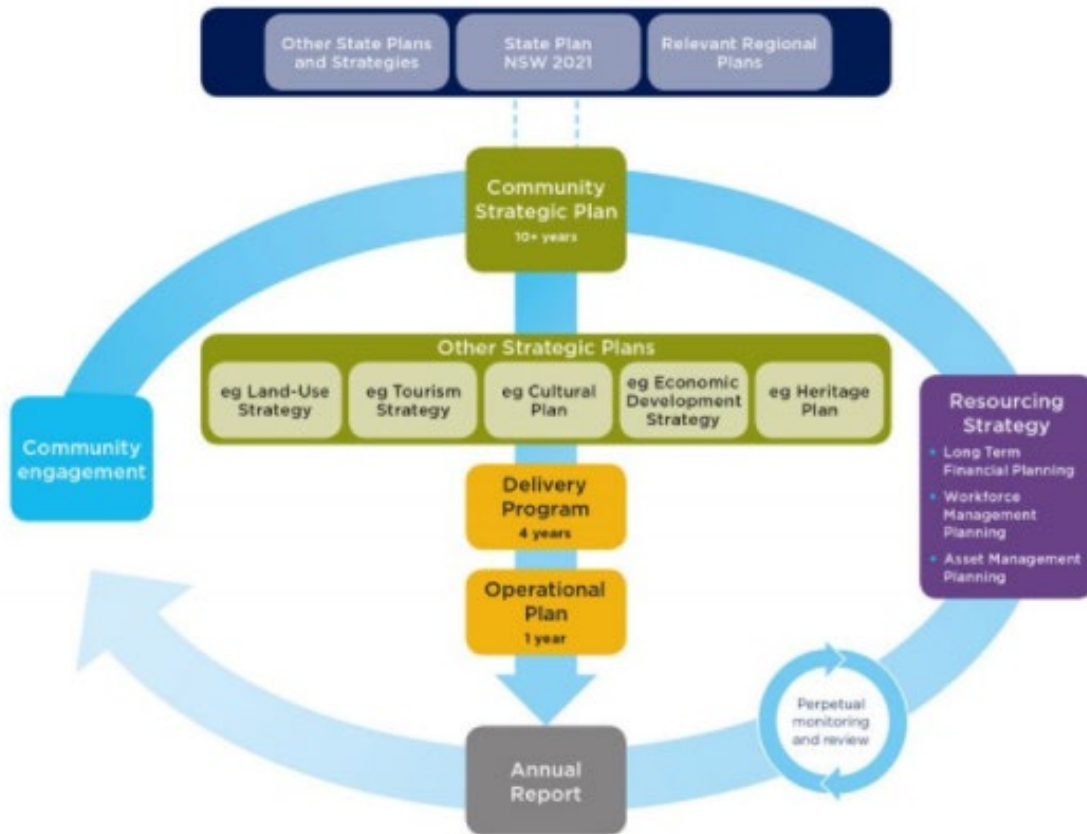 Other State Plans
and Strategies
State Plan
NSW 2021
Relevant Regional
Plans
Community
Strategic Plan
10+ years
Other Strategic Plans
eg Land-Use
Strategy
eg Tourism
Strategy
eg Cultural
Plan
eg Economic
Development
Strategy
eg Heritage
Plan
Community
engagement
Resourcing
Strategy
• Long Term
Financial Planning
• Workforce
Management
Planning
• Asset Management
Planning
Delivery
Program
4 years
Operational
Plan
1 year
Perpetual
monitoring
and review
Annual
Report